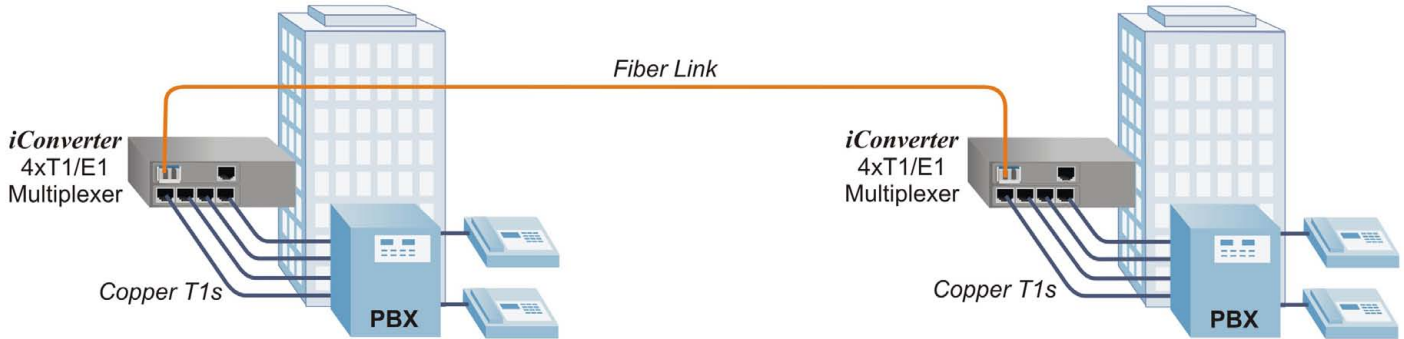 Fiber Link
iConverter
4xT1/E1
Multiplexer
Copper T1s
PBX
iConverter
4xT1/E1
Multiplexer
Copper T1s
PBX